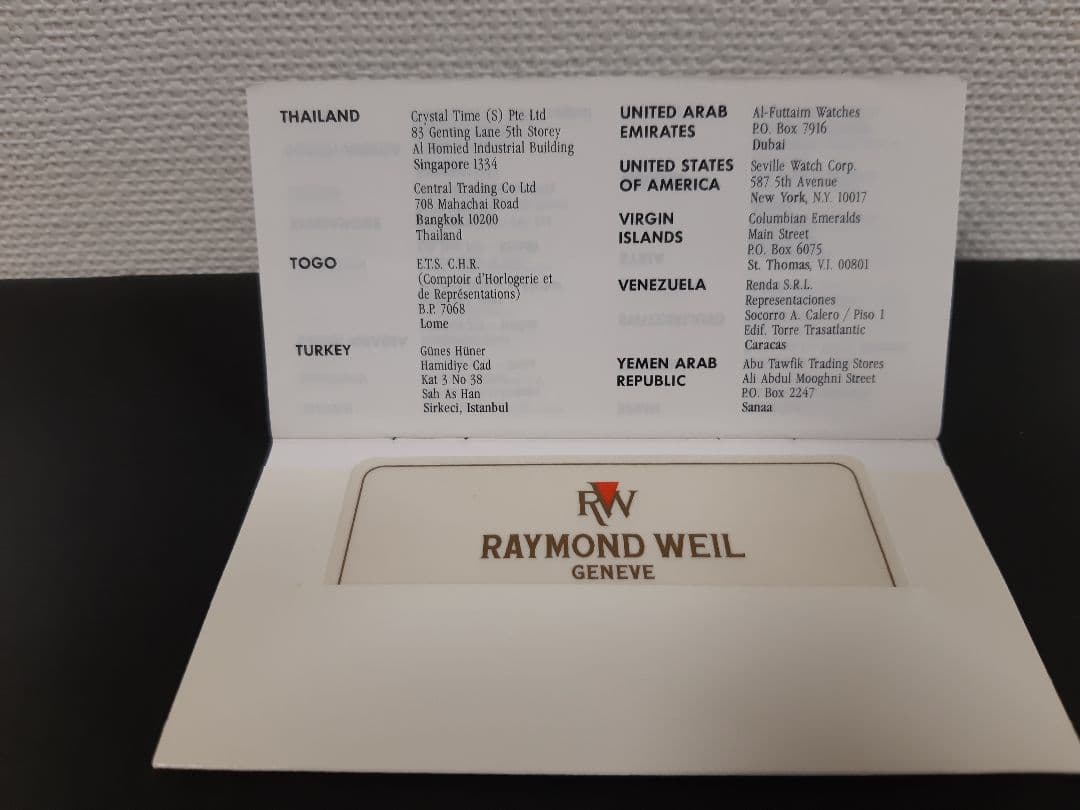 THAILAND
Crystal Time (S) Pte Ltd
83 Genting Lane 5th Storey
Al Homied Industrial Building
Singapore 1334
Central Trading Co Ltd
708 Mahachai Road
Bangkok 10200
Thailand
TOGO
E.T.S. C.H.R.
(Comptoir d'Horlogerie et
de Représentations)
B.P. 7068
Lome
TURKEY
Günes Hüner
Hamidiye Cad
Kat 3 No 38
Sah As Han
Sirkeci, Istanbul
UNITED ARAB
EMIRATES
Al-Futtaim Watches
P.O. Box 7916
Dubai
UNITED STATES
OF AMERICA
Seville Watch Corp.
587 5th Avenue
New York, N.Y. 10017
VIRGIN
ISLANDS
Columbian Emeralds
Main Street
P.O. Box 6075
St. Thomas, V.I. 00801
VENEZUELA
Renda S.R.L.
Representaciones
Socorro A. Calero / Piso 1
Edif. Torre Trasatlantic
Caracas
YEMEN ARAB
REPUBLIC
Abu Tawfik Trading Stores
Ali Abdul Mooghni Street
P.O. Box 2247
Sanaa
RW
RAYMOND WEIL
GENEVE